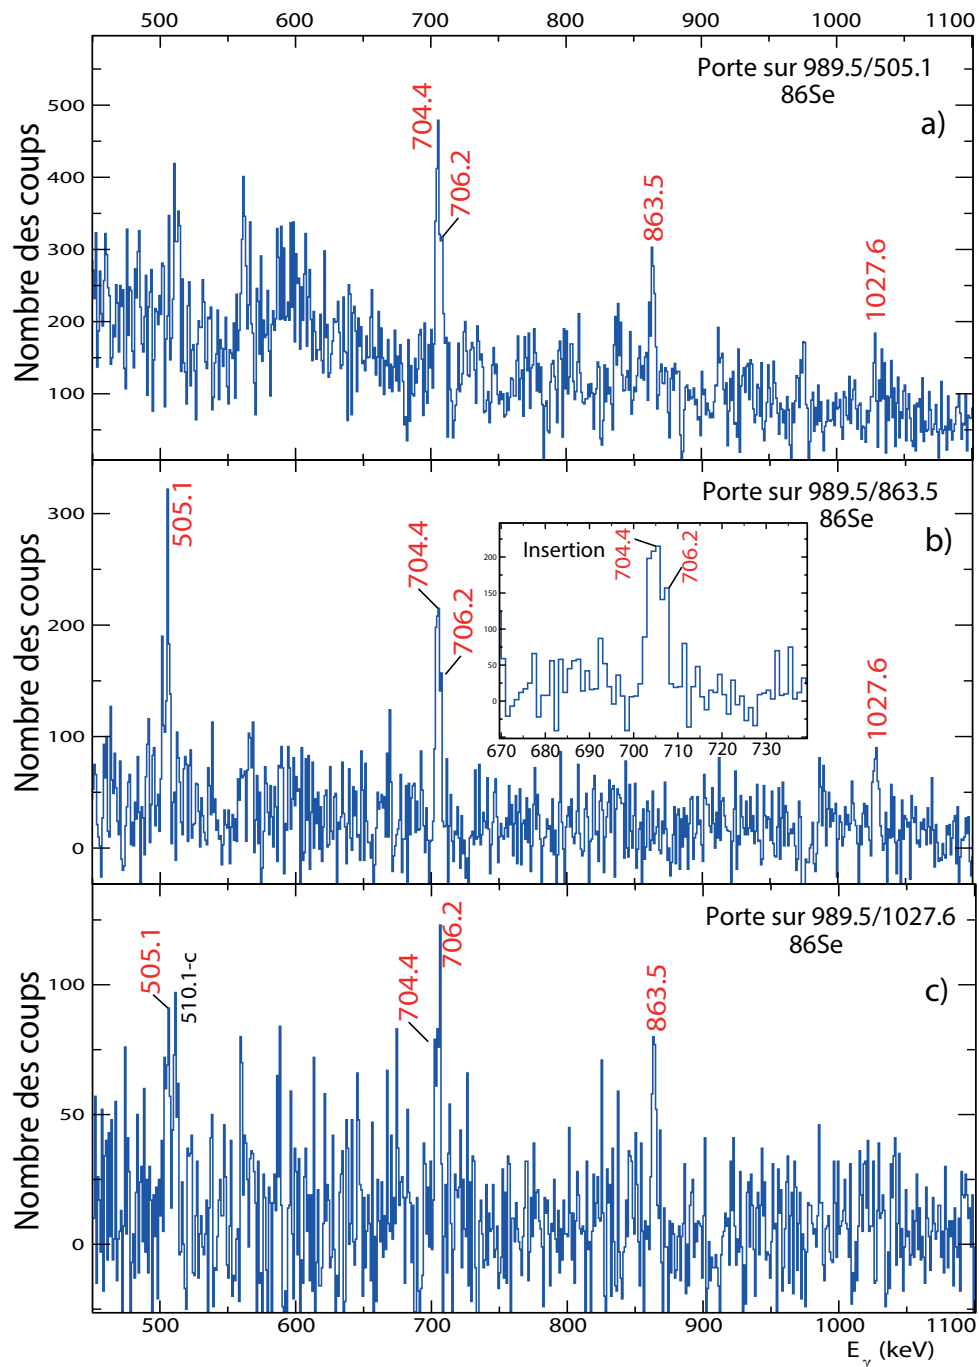 500 600 700 800 900 1000 1100
Porte sur 989.5/505.1
86Se
a)
704.4
706.2
863.5
1027.6
500
400
300
200
100
Nombre des coups
Porte sur 989.5/863.5
86Se
b)
505.1
704.4
706.2
1027.6
300
200
100
0
Nombre des coups
Insertion
704.4
706.2
200
150
100
50
0
670 680 690 700 710 720 730
Porte sur 989.5/1027.6
86Se
c)
505.1
510.1-c
704.4
706.2
863.5
100
50
0
Nombre des coups
500 600 700 800 900 1000 1100
E γ (keV)